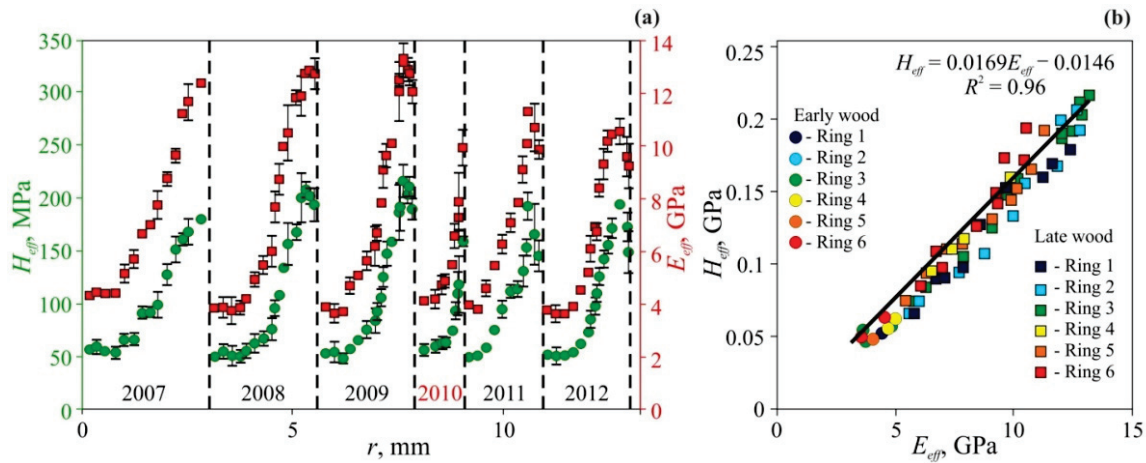 (a)
350
300
250
200
150
100
50
0
H_eff, MPa
14
12
10
8
6
4
2
0
E_eff, GPa
2007
2008
2009
2010
2011
2012
0
5
10
r, mm
(b)
0.25
0.2
0.15
0.1
0.05
0
H_eff, GPa
H_eff = 0.0169E_eff – 0.0146
R² = 0.96
Early wood
- Ring 1
- Ring 2
- Ring 3
- Ring 4
- Ring 5
- Ring 6
Late wood
- Ring 1
- Ring 2
- Ring 3
- Ring 4
- Ring 5
- Ring 6
0
5
10
15
E_eff, GPa